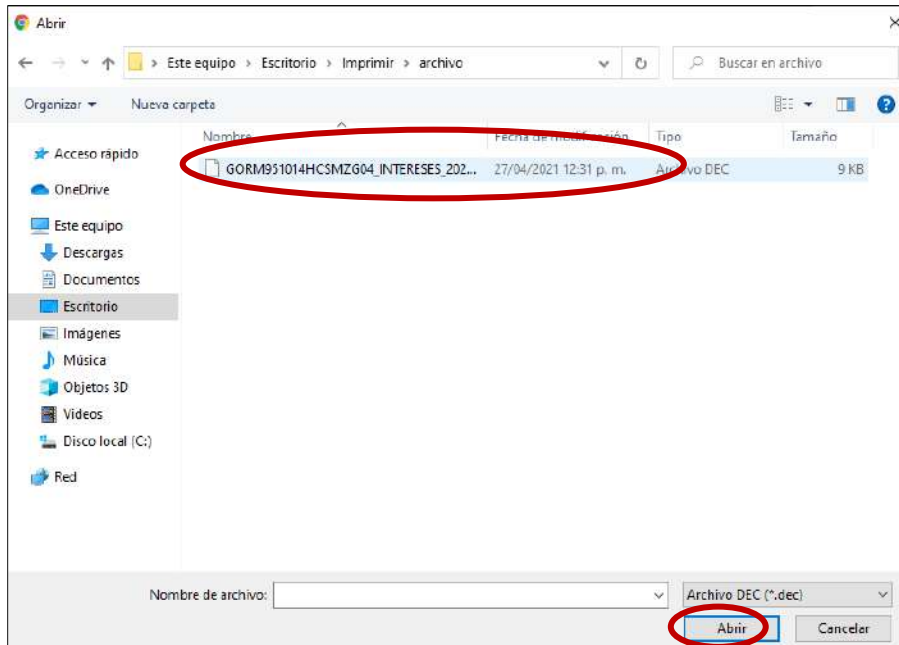 Abrir
Este equipo > Escritorio > Imprimir > archivo
Buscar en archivo
Organizar
Nueva carpeta
Nombre Fecha de modificación Tipo Tamaño
GORM951014HCSMZG04_INTERESES_202... 27/04/2021 12:31 p. m. Archivo DEC 9 KB
Acceso rápido
OneDrive
Este equipo
Descargas
Documentos
Escritorio
Imágenes
Música
Objetos 3D
Videos
Disco local (C:)
Red
Nombre de archivo:
Archivo DEC (*.dec)
Abrir
Cancelar